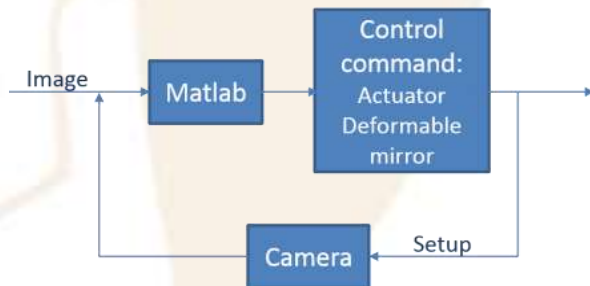 Image
Matlab
Control
command:
Actuator
Deformable
mirror
Camera
Setup